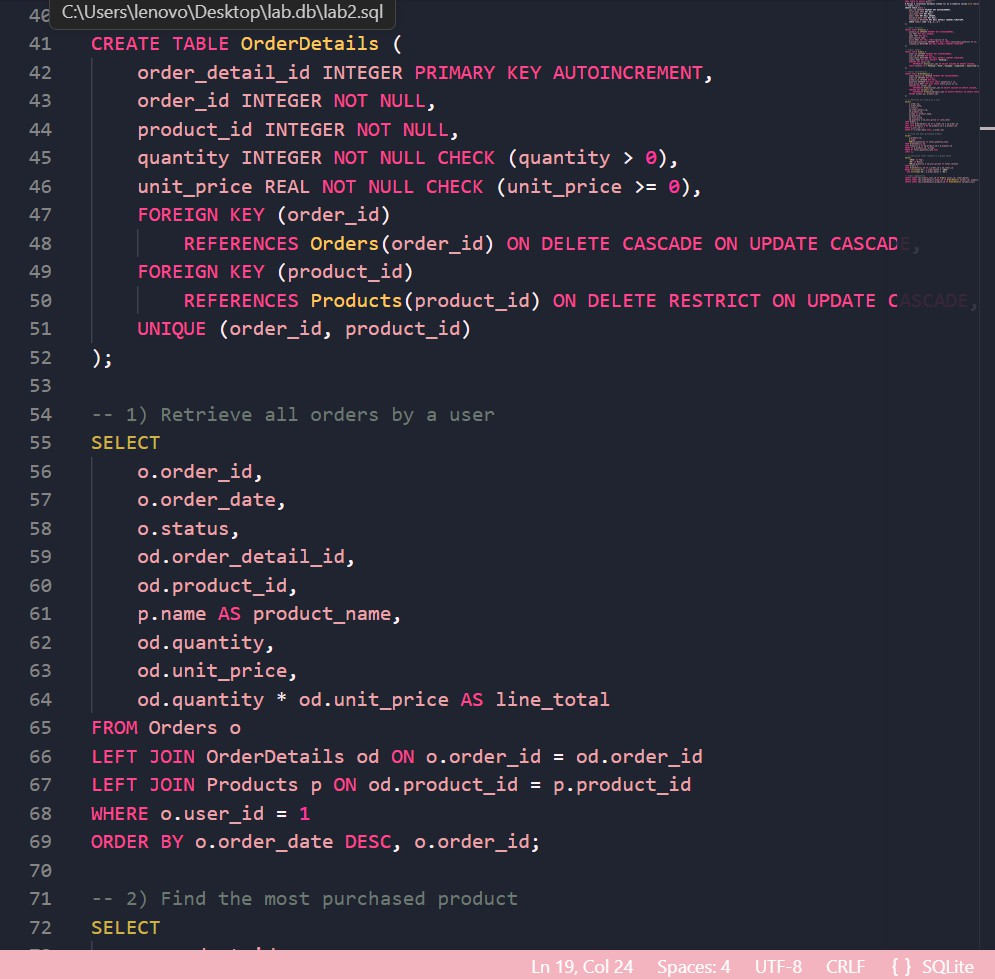 C:\Users\lenovo\Desktop\lab.db\lab2.sql
40
41 CREATE TABLE OrderDetails (
42 order_detail_id INTEGER PRIMARY KEY AUTOINCREMENT,
43 order_id INTEGER NOT NULL,
44 product_id INTEGER NOT NULL,
45 quantity INTEGER NOT NULL CHECK (quantity > 0),
46 unit_price REAL NOT NULL CHECK (unit_price >= 0),
47 FOREIGN KEY (order_id)
48 REFERENCES Orders(order_id) ON DELETE CASCADE ON UPDATE CASCADE,
49 FOREIGN KEY (product_id)
50 REFERENCES Products(product_id) ON DELETE RESTRICT ON UPDATE CASCADE,
51 UNIQUE (order_id, product_id)
52 );
53
54 -- 1) Retrieve all orders by a user
55 SELECT
56 o.order_id,
57 o.order_date,
58 o.status,
59 od.order_detail_id,
60 od.product_id,
61 p.name AS product_name,
62 od.quantity,
63 od.unit_price,
64 od.quantity * od.unit_price AS line_total
65 FROM Orders o
66 LEFT JOIN OrderDetails od ON o.order_id = od.order_id
67 LEFT JOIN Products p ON od.product_id = p.product_id
68 WHERE o.user_id = 1
69 ORDER BY o.order_date DESC, o.order_id;
70
71 -- 2) Find the most purchased product
72 SELECT
Ln 19, Col 24 Spaces: 4 UTF-8 CRLF { } SQLite